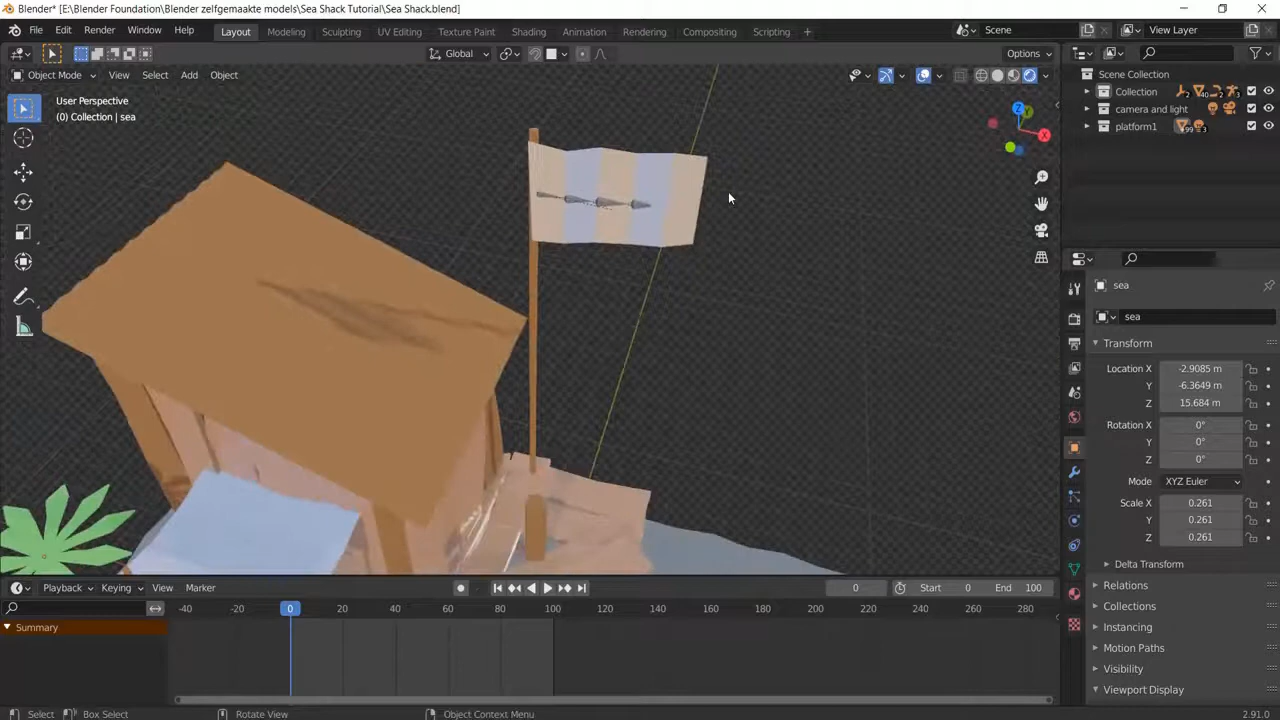 Blender* [E:\Blender Foundation\Blender zelfgemaakte models\Sea Shack Tutorial\Sea Shack.blend]
File Edit Render Window Help Layout Modeling Sculpting UV Editing Texture Paint Shading Animation Rendering Compositing Scripting + Scene View Layer
Global Options
Object Mode View Select Add Object
User Perspective
(0) Collection | sea
Z
Y
X
Scene Collection
Collection
camera and light
platform1
sea
sea
Transform
Location X -2.9085 m
Y -6.3649 m
Z 15.684 m
Rotation X 0°
Y 0°
Z 0°
Mode XYZ Euler
Scale X 0.261
Y 0.261
Z 0.261
Delta Transform
Relations
Collections
Instancing
Motion Paths
Visibility
Viewport Display
Playback Keying View Marker 0 Start 0 End 100
-40 -20 0 20 40 60 80 100 120 140 160 180 200 220 240 260 280
Summary
Select Box Select Rotate View Object Context Menu 2.91.0